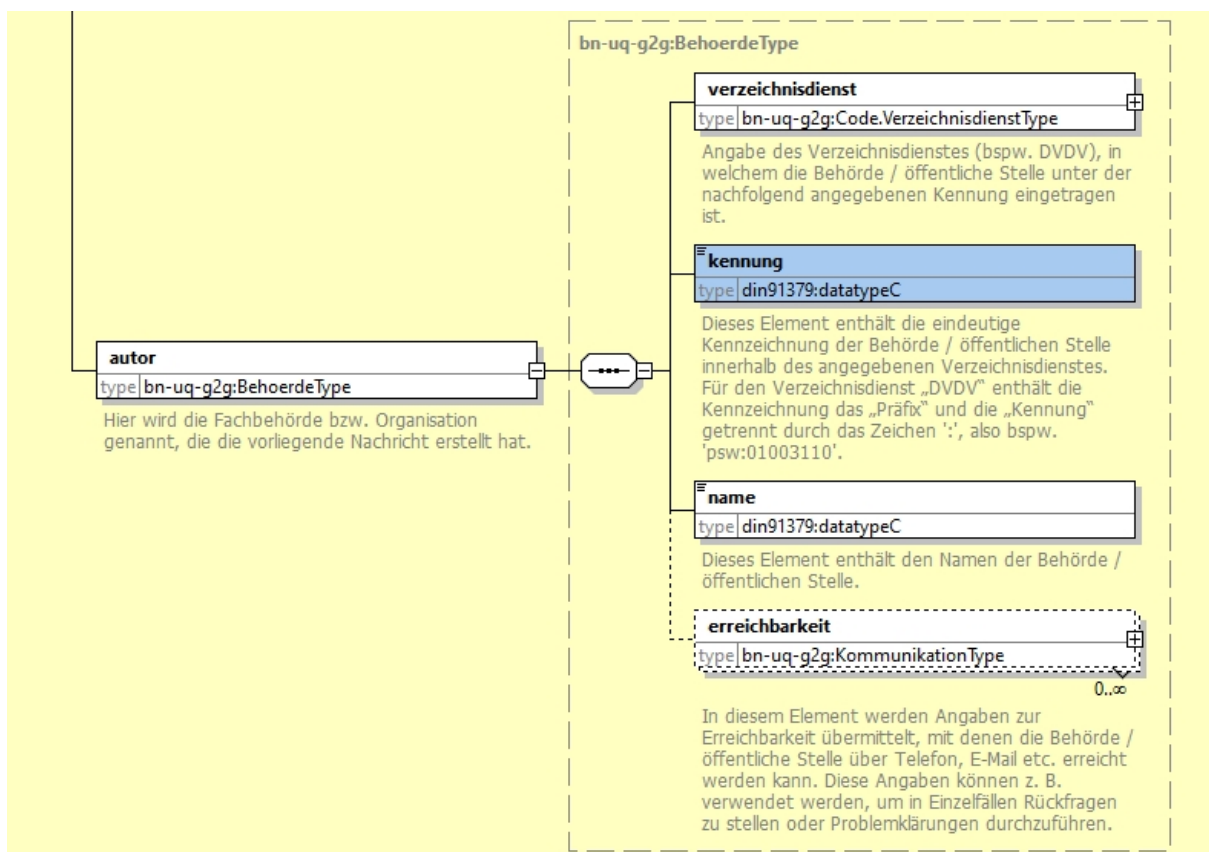 bn-uq-g2g:BehoerdeType
verzeichnisdienst
type bn-uq-g2g:Code.VerzeichnisdienstType
Angabe des Verzeichnisdienstes (bspw. DVDV), in
welchem die Behörde / öffentliche Stelle unter der
nachfolgend angegebenen Kennung eingetragen
ist.
kennung
type din91379:datatypeC
Dieses Element enthält die eindeutige
Kennzeichnung der Behörde / öffentlichen Stelle
innerhalb des angegebenen Verzeichnisdienstes.
Für den Verzeichnisdienst „DVDV“ enthält die
Kennzeichnung das „Präfix“ und die „Kennung“
getrennt durch das Zeichen ':', also bspw.
'psw:01003110'.
autor
type bn-uq-g2g:BehoerdeType
Hier wird die Fachbehörde bzw. Organisation
genannt, die die vorliegende Nachricht erstellt hat.
name
type din91379:datatypeC
Dieses Element enthält den Namen der Behörde /
öffentlichen Stelle.
erreichbarkeit
type bn-uq-g2g:KommunikationType
0..∞
In diesem Element werden Angaben zur
Erreichbarkeit übermittelt, mit denen die Behörde /
öffentliche Stelle über Telefon, E-Mail etc. erreicht
werden kann. Diese Angaben können z. B.
verwendet werden, um in Einzelfällen Rückfragen
zu stellen oder Problemklärungen durchzuführen.